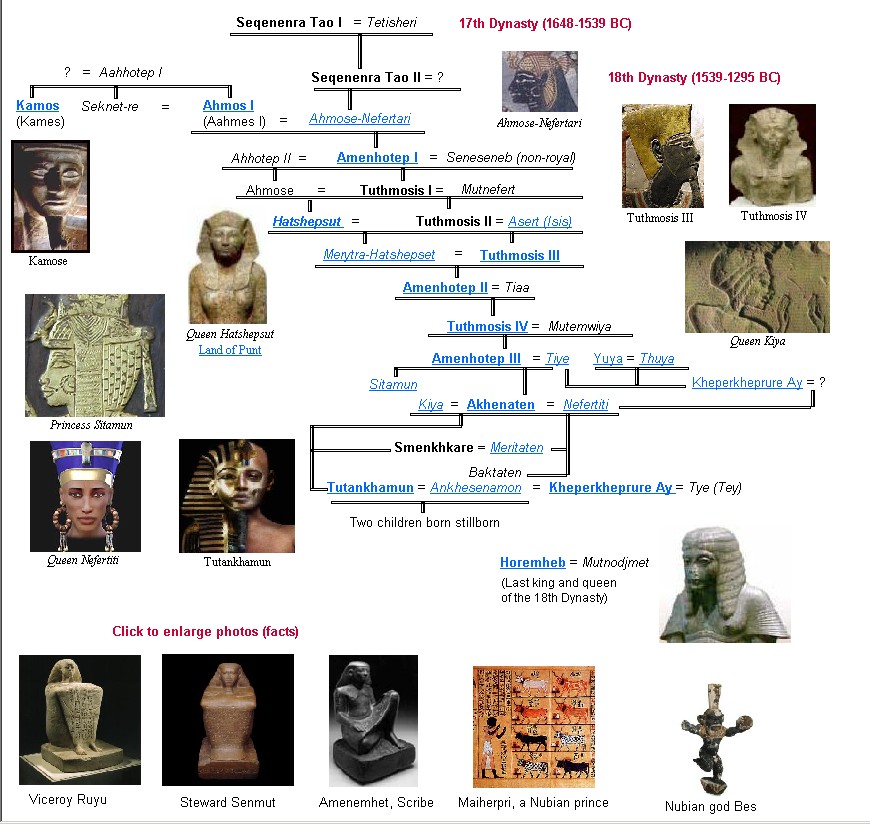 Seqenenra Tao I = Tetisheri
17th Dynasty (1648-1539 BC)
? = Aahhotep I
Seqenenra Tao II = ?
18th Dynasty (1539-1295 BC)
Kamos Seknet-re = Ahmos I = Ahmose-Nefertari
(Kames) (Aahmes I)
Ahmose-Nefertari
Ahhotep II = Amenhotep I = Seneseneb (non-royal)
Ahmose = Tuthmosis I = Mutnefert
Tuthmosis III
Tuthmosis IV
Hatshepsut = Tuthmosis II = Asert (Isis)
Merytra-Hatshepset = Tuthmosis III
Kamose
Amenhotep II = Tiaa
Tuthmosis IV = Mutemwiya
Queen Hatshepsut
Land of Punt
Queen Kiya
Amenhotep III = Tiye
Yuya = Thuya
Sitamun
Kheperkheprure Ay = ?
Kiya = Akhenaten = Nefertiti
Princess Sitamun
Smenkhkare = Meritaten
Baktaten
Tutankhamun = Ankhesenamon = Kheperkheprure Ay = Tye (Tey)
Two children born stillborn
Queen Nefertiti
Tutankhamun
Horemheb = Mutnodjmet
(Last king and queen
of the 18th Dynasty)
Click to enlarge photos (facts)
Viceroy Ruyu
Steward Senmut
Amenemhet, Scribe
Maiherpri, a Nubian prince
Nubian god Bes